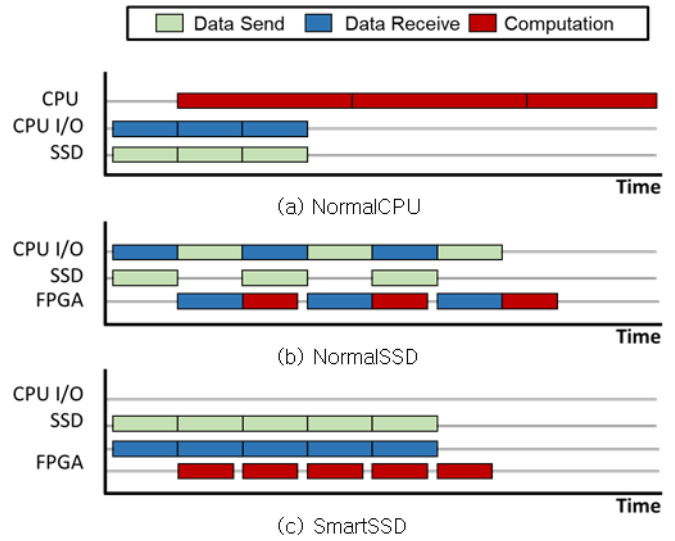 Data Send Data Receive Computation
CPU
CPU I/O
SSD
Time
(a) NormalCPU
CPU I/O
SSD
FPGA
Time
(b) NormalSSD
CPU I/O
SSD
FPGA
Time
(c) SmartSSD